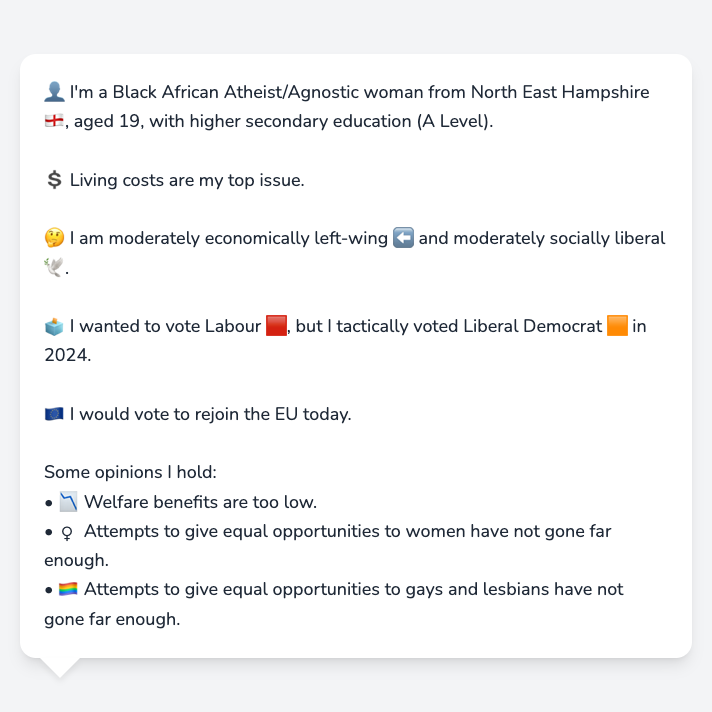 👤 I'm a Black African Atheist/Agnostic woman from North East Hampshire
🏴󠁧󠁢󠁥󠁮󠁧󠁿, aged 19, with higher secondary education (A Level).
💲 Living costs are my top issue.
🤔 I am moderately economically left-wing ⬅️ and moderately socially liberal
🕊️.
🗳️ I wanted to vote Labour 🟥, but I tactically voted Liberal Democrat 🟧 in
2024.
🇪🇺 I would vote to rejoin the EU today.
Some opinions I hold:
• 📉 Welfare benefits are too low.
• ♀ Attempts to give equal opportunities to women have not gone far
enough.
• 🏳️‍🌈 Attempts to give equal opportunities to gays and lesbians have not
gone far enough.